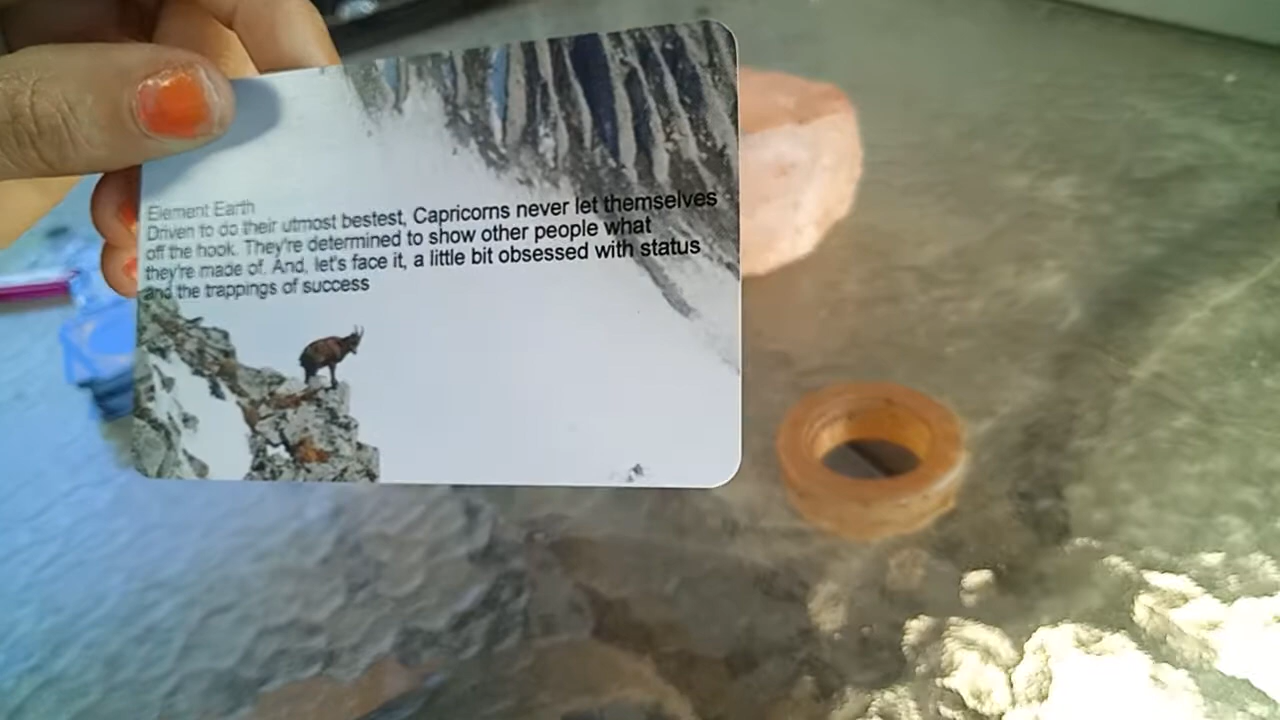 Element Earth
Driven to do their utmost bestest, Capricorns never let themselves
off the hook. They're determined to show other people what
they're made of. And, let's face it, a little bit obsessed with status
and the trappings of success